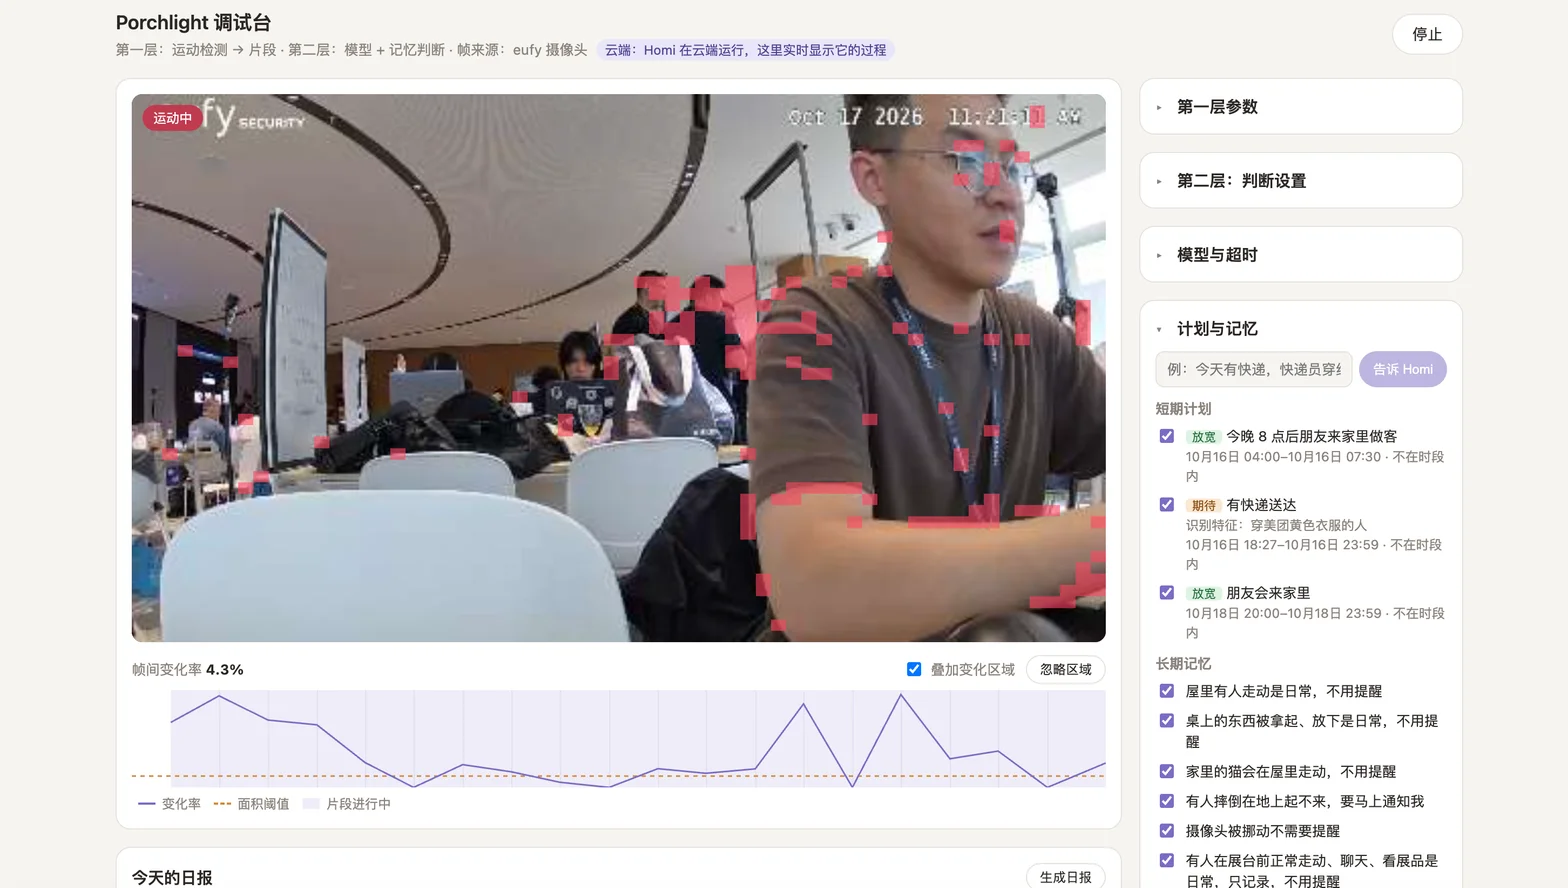 Porchlight 调试台
第一层：运动检测 → 片段 · 第二层：模型 + 记忆判断 · 帧来源：eufy 摄像头
云端：Homi 在云端运行，这里实时显示它的过程
停止
运动中
fy SECURITY
Oct 17 2026 11:21:11 AM
帧间变化率 4.3%
叠加变化区域
忽略区域
变化率
面积阈值
片段进行中
今天的日报
生成日报
第一层参数
第二层：判断设置
模型与超时
计划与记忆
例：今天有快递，快递员穿
告诉 Homi
短期计划
放宽 今晚 8 点后朋友来家里做客
10月16日 04:00–10月16日 07:30 · 不在时段
内
期待 有快递送达
识别特征：穿美团黄色衣服的人
10月16日 18:27–10月16日 23:59 · 不在时段
内
放宽 朋友会来家里
10月18日 20:00–10月18日 23:59 · 不在时段
内
长期记忆
屋里有人走动是日常，不用提醒
桌上的东西被拿起、放下是日常，不用提
醒
家里的猫会在屋里走动，不用提醒
有人摔倒在地上起不来，要马上通知我
摄像头被挪动不需要提醒
有人在展台前正常走动、聊天、看展品是
日常，只记录，不用提醒